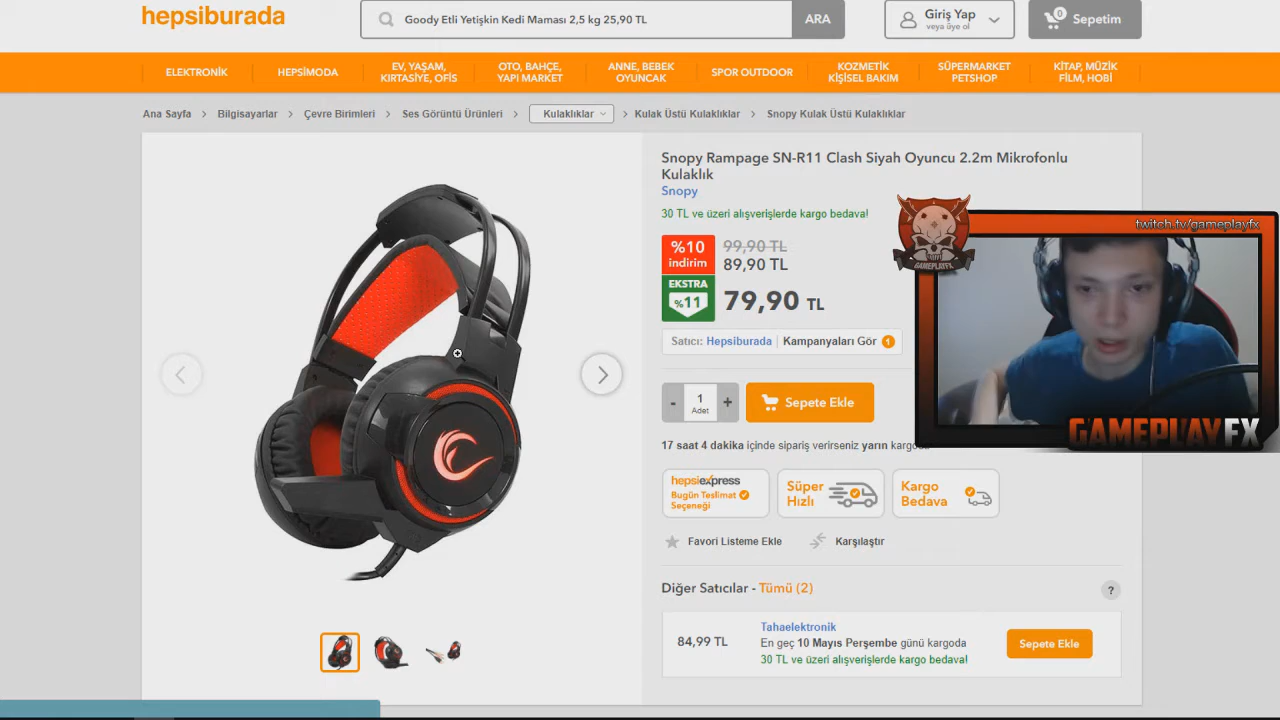 hepsiburada
Goody Etli Yetişkin Kedi Maması 2,5 kg 25,90 TL
ARA
Giriş Yap
veya üye ol
0
Sepetim
ELEKTRONİK
HEPSİMODA
EV, YAŞAM,
KIRTASİYE, OFİS
OTO, BAHÇE,
YAPI MARKET
ANNE, BEBEK
OYUNCAK
SPOR OUTDOOR
KOZMETİK
KİŞİSEL BAKIM
SÜPERMARKET
PETSHOP
KİTAP, MÜZİK
FİLM, HOBİ
Ana Sayfa > Bilgisayarlar > Çevre Birimleri > Ses Görüntü Ürünleri > Kulaklıklar > Kulak Üstü Kulaklıklar > Snopy Kulak Üstü Kulaklıklar
Snopy Rampage SN-R11 Clash Siyah Oyuncu 2.2m Mikrofonlu
Kulaklık
Snopy
30 TL ve üzeri alışverişlerde kargo bedava!
%10
indirim
99,90 TL
89,90 TL
EKSTRA
%11
79,90 TL
Satıcı: Hepsiburada | Kampanyaları Gör 1
- 1 +
Adet
Sepete Ekle
17 saat 4 dakika içinde sipariş verirseniz yarın kargoda
hepsiexpress
Bugün Teslimat
Seçeneği
Süper
Hızlı
Kargo
Bedava
Favori Listeme Ekle
Karşılaştır
Diğer Satıcılar - Tümü (2)
?
84,99 TL
Tahaelektronik
En geç 10 Mayıs Perşembe günü kargoda
30 TL ve üzeri alışverişlerde kargo bedava!
Sepete Ekle
twitch.tv/gameplayfx
GAMEPLAYFX
GAMEPLAYFX